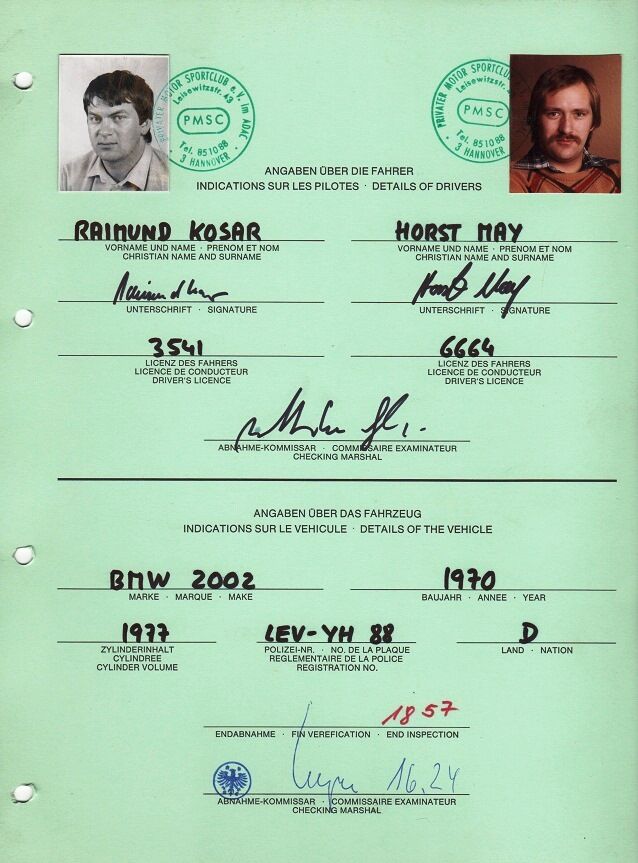 PRIVATER MOTOR SPORTCLUB e.V. im ADAC
Leisewitzstr. 43
PMSC
Tel. 851088
3 HANNOVER
PRIVATER MOTOR SPORTCLUB
Leisewitzstr.
PMSC
Tel. 851088
3 HANNOVER
ANGABEN ÜBER DIE FAHRER
INDICATIONS SUR LES PILOTES · DETAILS OF DRIVERS
RAIMUND KOSAR HORST MAY
VORNAME UND NAME · PRENOM ET NOM VORNAME UND NAME · PRENOM ET NOM
CHRISTIAN NAME AND SURNAME CHRISTIAN NAME AND SURNAME
Horst May
UNTERSCHRIFT · SIGNATURE UNTERSCHRIFT · SIGNATURE
3541 6664
LICENZ DES FAHRERS LICENZ DES FAHRERS
LICENCE DE CONDUCTEUR LICENCE DE CONDUCTEUR
DRIVER'S LICENCE DRIVER'S LICENCE
ABNAHME-KOMMISSAR · COMMISSAIRE EXAMINATEUR
CHECKING MARSHAL
ANGABEN ÜBER DAS FAHRZEUG
INDICATIONS SUR LE VEHICULE · DETAILS OF THE VEHICLE
BMW 2002 1970
MARKE · MARQUE · MAKE BAUJAHR · ANNEE · YEAR
1977 LEV-YH 88 D
ZYLINDERINHALT POLIZEI-NR. · NO. DE LA PLAQUE LAND · NATION
CYLINDREE REGLEMENTAIRE DE LA POLICE
CYLINDER VOLUME REGISTRATION NO.
18 57
ENDABNAHME · FIN VEREFICATION · END INSPECTION
16.24
ABNAHME-KOMMISSAR · COMMISSAIRE EXAMINATEUR
CHECKING MARSHAL